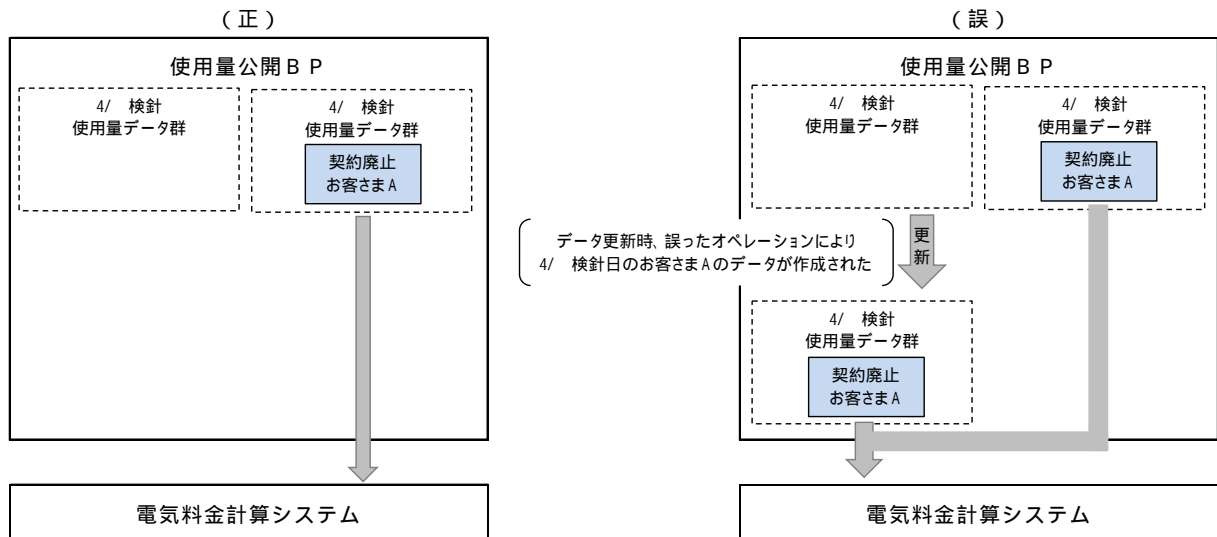 (正)
使用量公開BP
4/ 検針
使用量データ群
4/ 検針
使用量データ群
契約廃止
お客さまA
電気料金計算システム
(誤)
使用量公開BP
4/ 検針
使用量データ群
4/ 検針
使用量データ群
契約廃止
お客さまA
データ更新時、誤ったオペレーションにより
4/ 検針日のお客さまAのデータが作成された
更新
4/ 検針
使用量データ群
契約廃止
お客さまA
電気料金計算システム